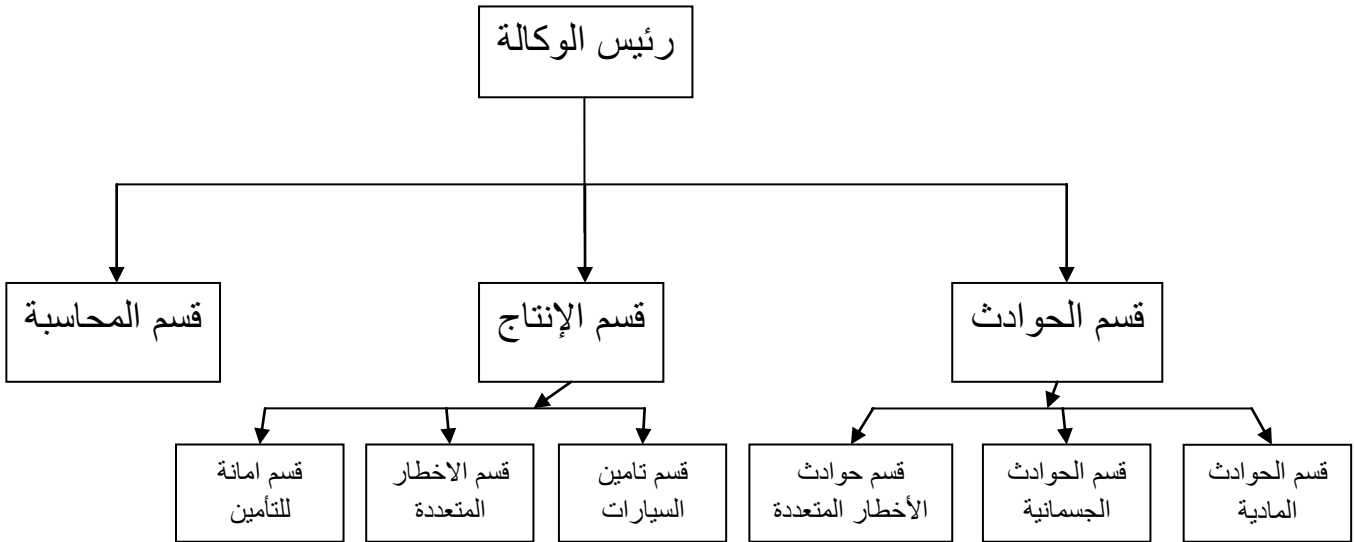 رئيس الوكالة
قسم الحوادث
قسم الإنتاج
قسم المحاسبة
قسم الحوادث
المادية
قسم الحوادث
الجسمانية
قسم حوادث
الأخطار المتعددة
قسم تامين
السيارات
قسم الاخطار
المتعددة
قسم امانة
للتأمين